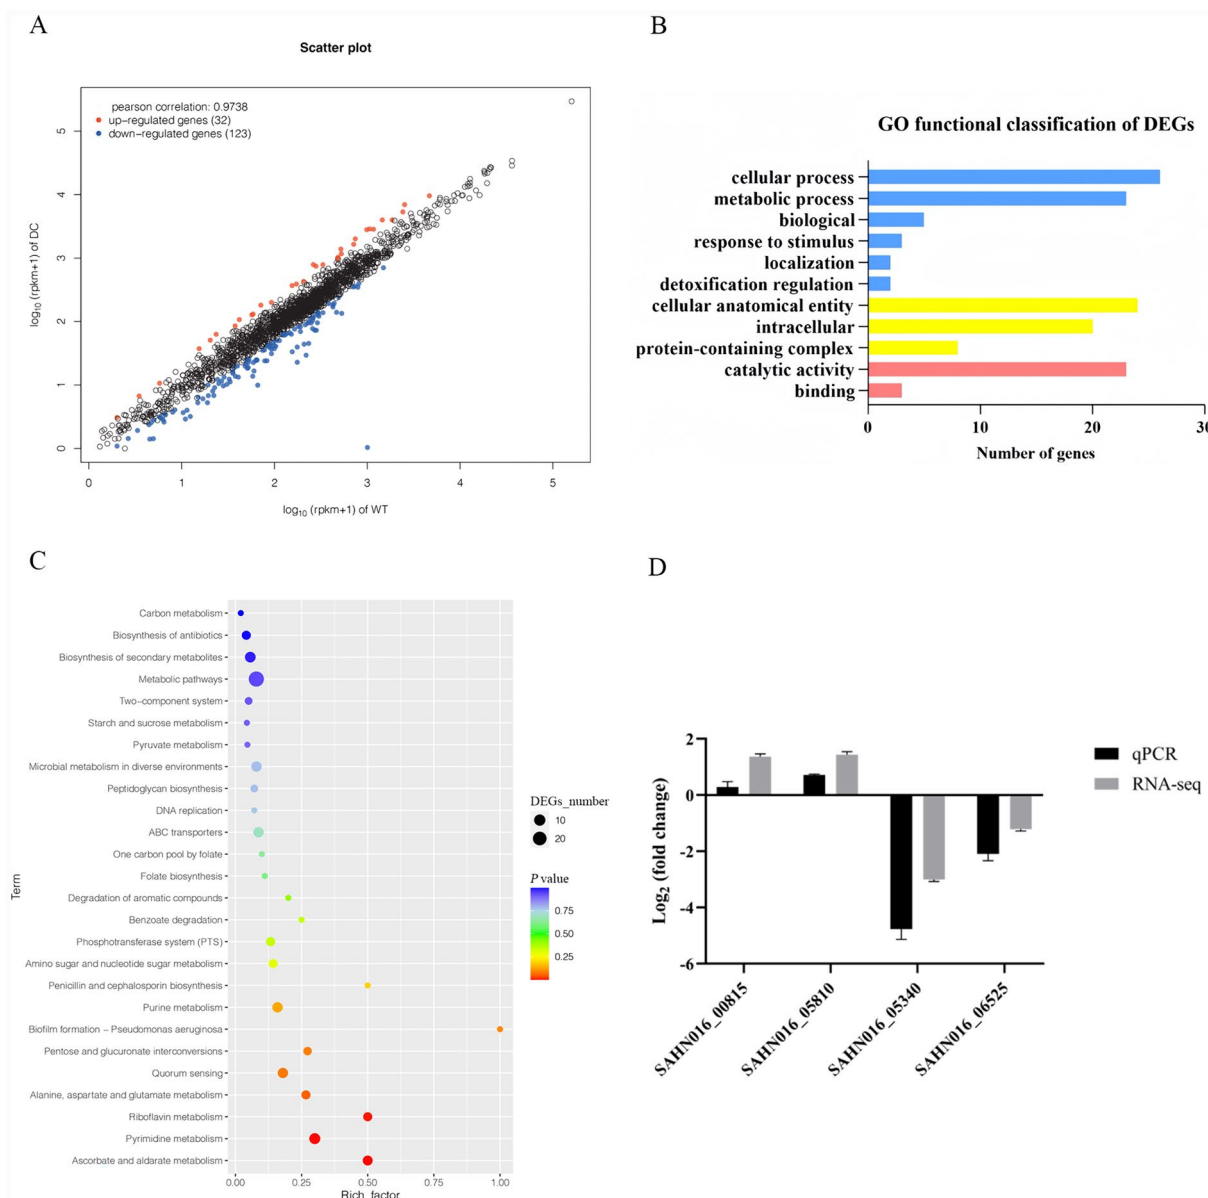 A
Scatter plot
pearson correlation: 0.9738
up−regulated genes (32)
down−regulated genes (123)
log10 (rpkm+1) of DC
5
4
3
2
1
0
0 1 2 3 4 5
log10 (rpkm+1) of WT
B
GO functional classification of DEGs
cellular process
metabolic process
biological
response to stimulus
localization
detoxification regulation
cellular anatomical entity
intracellular
protein-containing complex
catalytic activity
binding
0 10 20 30
Number of genes
C
Term
Carbon metabolism
Biosynthesis of antibiotics
Biosynthesis of secondary metabolites
Metabolic pathways
Two−component system
Starch and sucrose metabolism
Pyruvate metabolism
Microbial metabolism in diverse environments
Peptidoglycan biosynthesis
DNA replication
ABC transporters
One carbon pool by folate
Folate biosynthesis
Degradation of aromatic compounds
Benzoate degradation
Phosphotransferase system (PTS)
Amino sugar and nucleotide sugar metabolism
Penicillin and cephalosporin biosynthesis
Purine metabolism
Biofilm formation − Pseudomonas aeruginosa
Pentose and glucuronate interconversions
Quorum sensing
Alanine, aspartate and glutamate metabolism
Riboflavin metabolism
Pyrimidine metabolism
Ascorbate and aldarate metabolism
0.00 0.25 0.50 0.75 1.00
Rich_factor
DEGs_number
10
20
P value
0.75
0.50
0.25
D
Log2 (fold change)
2
0
-2
-4
-6
SAHN016_00815
SAHN016_05810
SAHN016_05340
SAHN016_06525
qPCR
RNA-seq